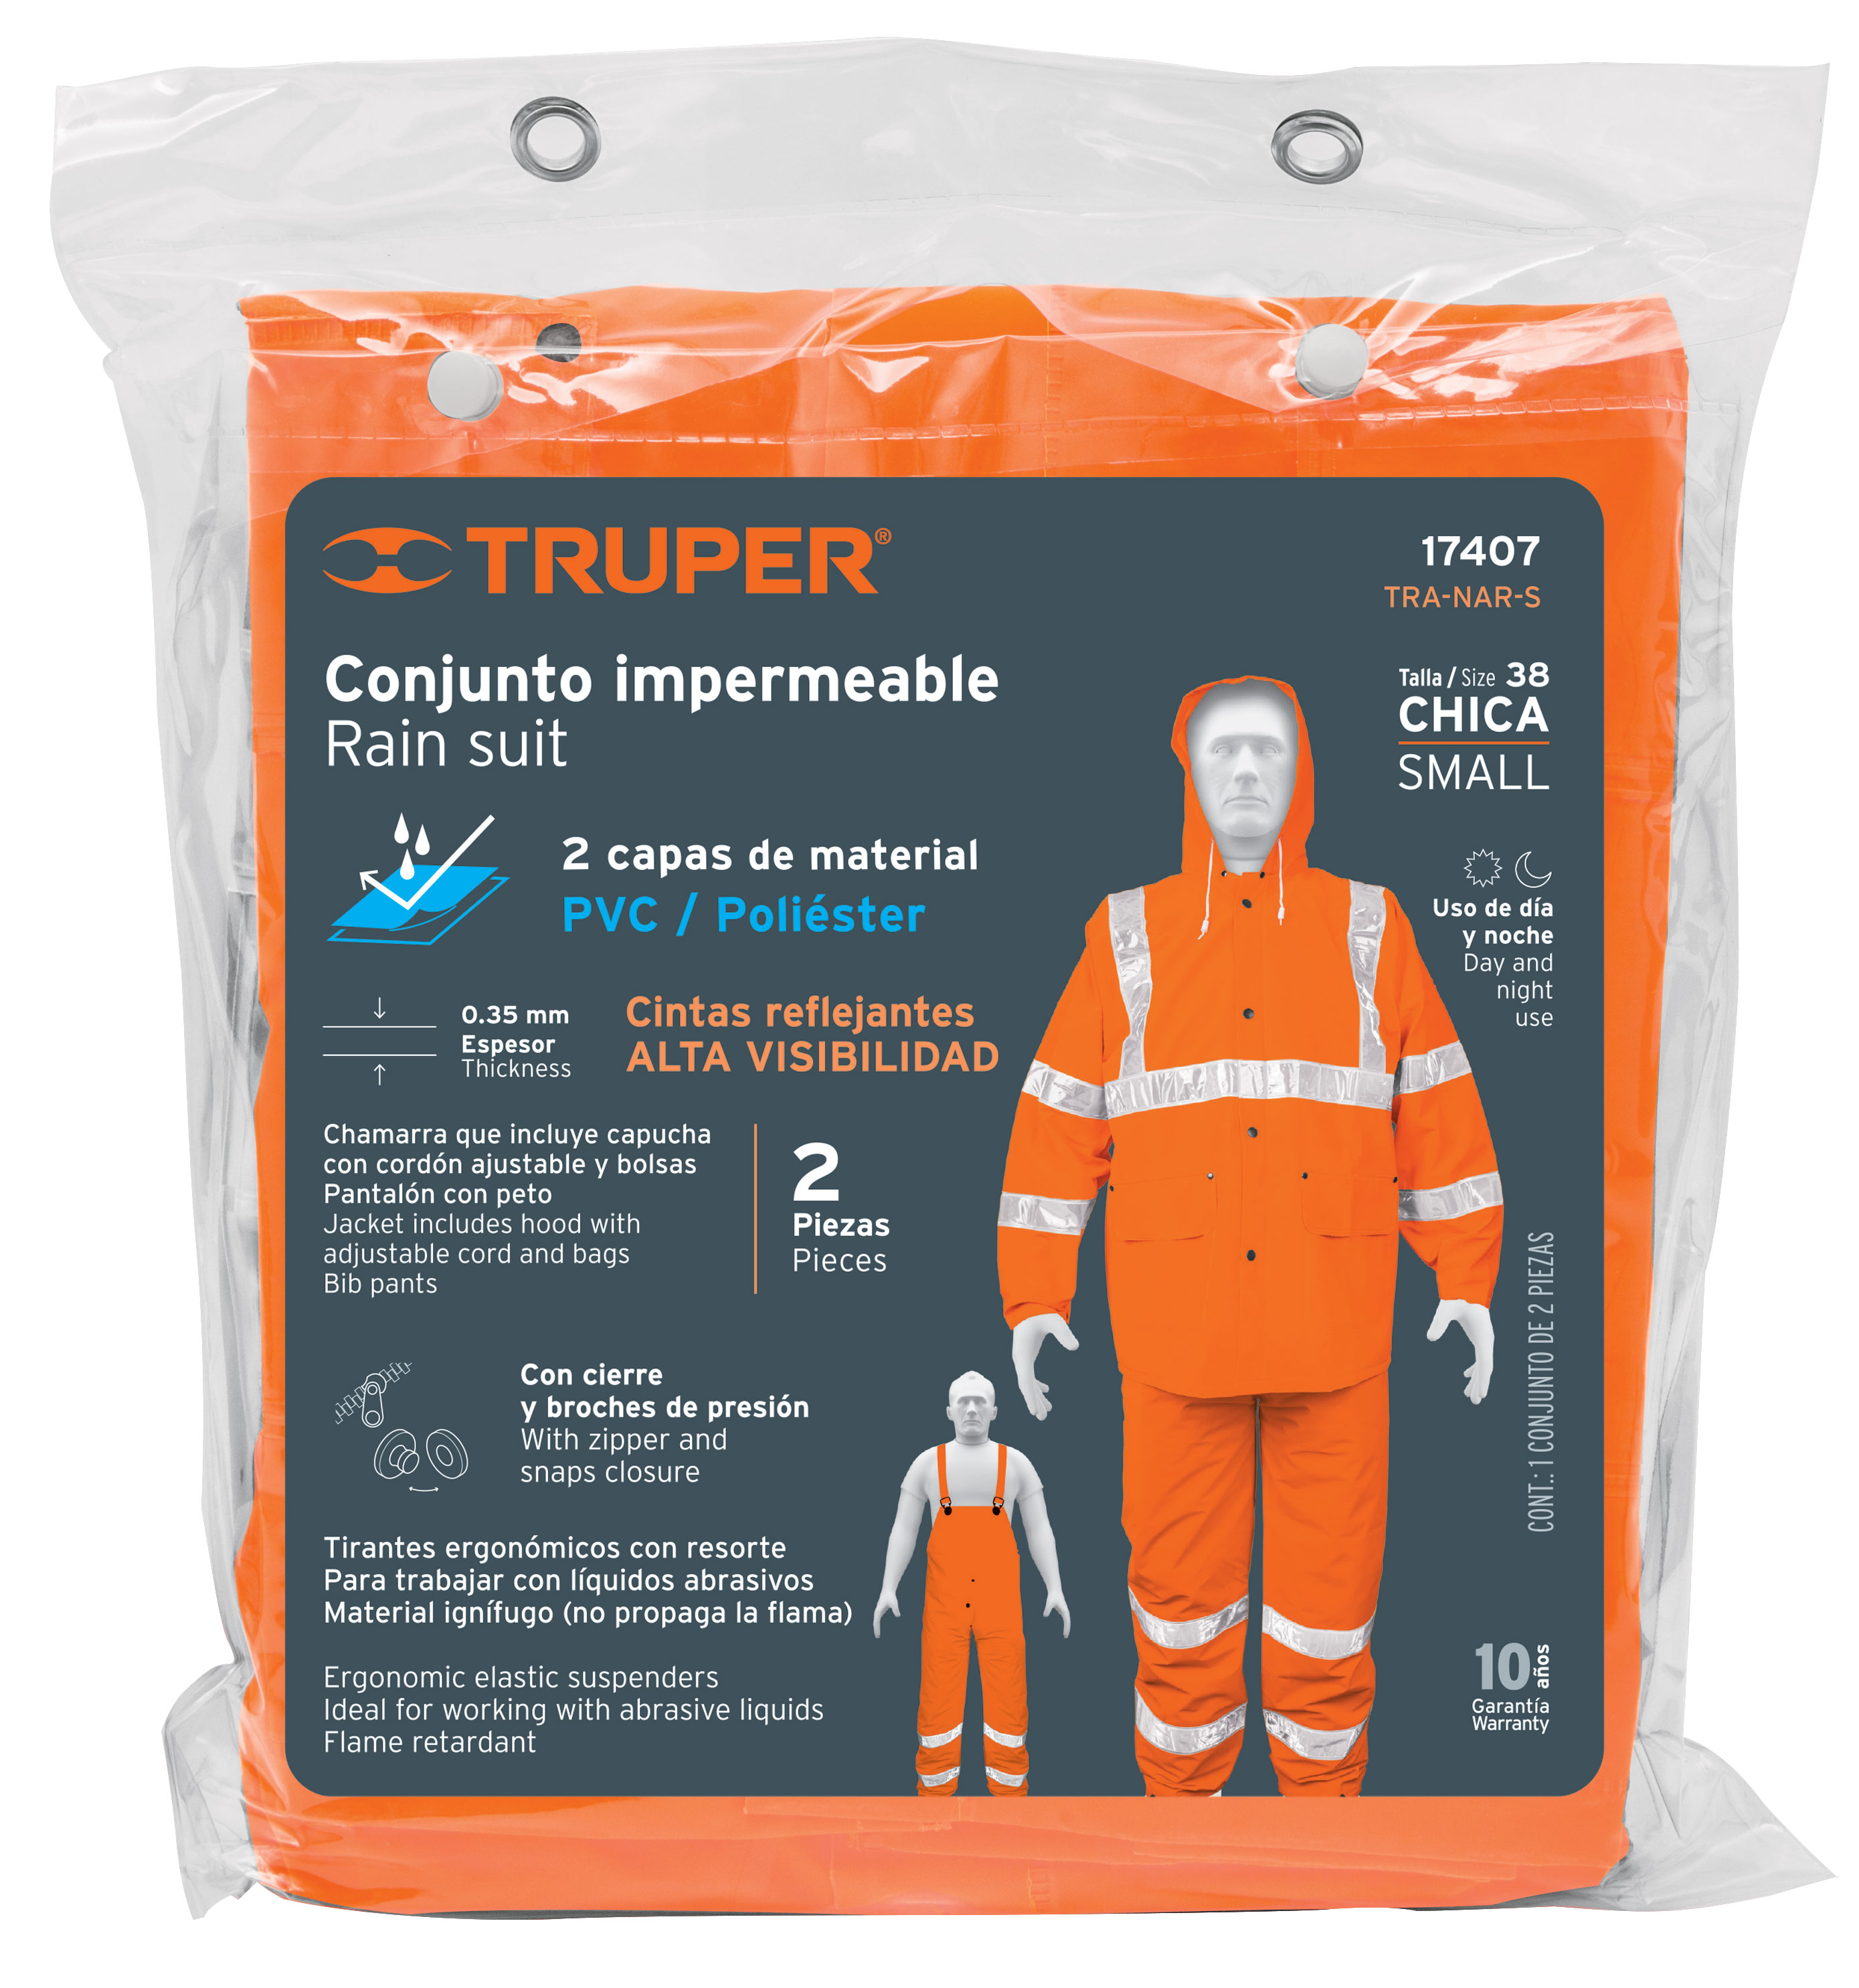 TRUPER®
17407
TRA-NAR-S
Conjunto impermeable
Rain suit
Talla / Size 38
CHICA
SMALL
2 capas de material
PVC / Poliéster
Uso de día
y noche
Day and
night
use
0.35 mm
Espesor
Thickness
Cintas reflejantes
ALTA VISIBILIDAD
Chamarra que incluye capucha
con cordón ajustable y bolsas
Pantalón con peto
Jacket includes hood with
adjustable cord and bags
Bib pants
2
Piezas
Pieces
Con cierre
y broches de presión
With zipper and
snaps closure
CONT.: 1 CONJUNTO DE 2 PIEZAS
Tirantes ergonómicos con resorte
Para trabajar con líquidos abrasivos
Material ignífugo (no propaga la flama)
Ergonomic elastic suspenders
Ideal for working with abrasive liquids
Flame retardant
10 años
Garantía
Warranty